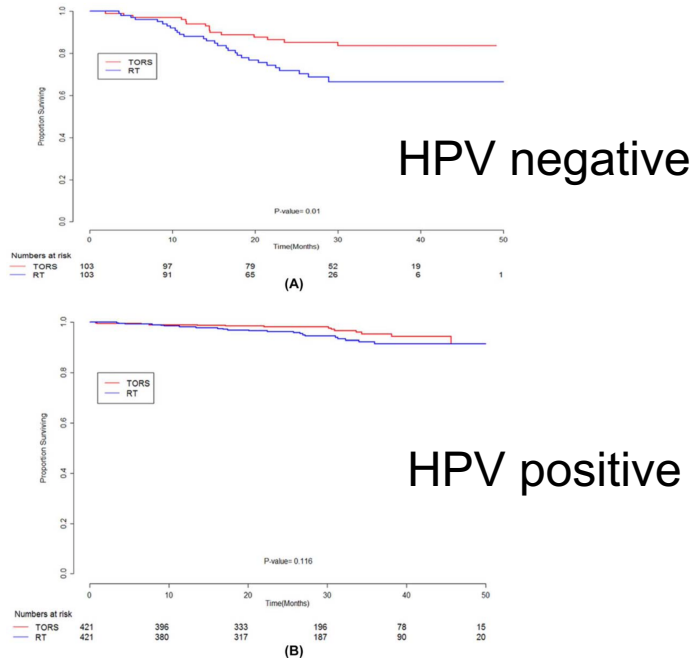 1.0
0.8
0.6
0.4
0.2
0.0
Proportion Surviving
TORS
RT
HPV negative
P-value= 0.01
0 10 20 30 40 50
Time(Months)
Numbers at risk
TORS 103 97 79 52 19
RT 103 91 65 26 6 1
(A)
1.0
0.8
0.6
0.4
0.2
0.0
Proportion Surviving
TORS
RT
HPV positive
P-value= 0.116
0 10 20 30 40 50
Time(Months)
Numbers at risk
TORS 421 396 333 196 78 15
RT 421 380 317 187 90 20
(B)